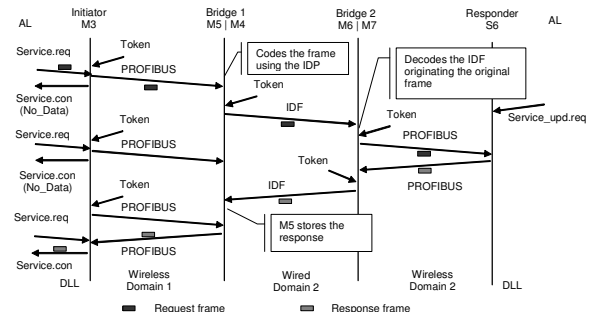 Initiator
M3
Bridge 1
M5 | M4
Bridge 2
M6 | M7
Responder
S6
AL
AL
Service.req
Token
PROFIBUS
Codes the frame
using the IDP
Decodes the IDF
originating the original
frame
Service.con
(No_Data)
Token
IDF
Service_upd.req
Service.req
Token
PROFIBUS
Token
PROFIBUS
Token
PROFIBUS
Service.con
(No_Data)
Token
IDF
Service.req
PROFIBUS
M5 stores the
response
PROFIBUS
Service.con
DLL
Wireless
Domain 1
Wired
Domain 2
Wireless
Domain 2
DLL
Request frame
Response frame